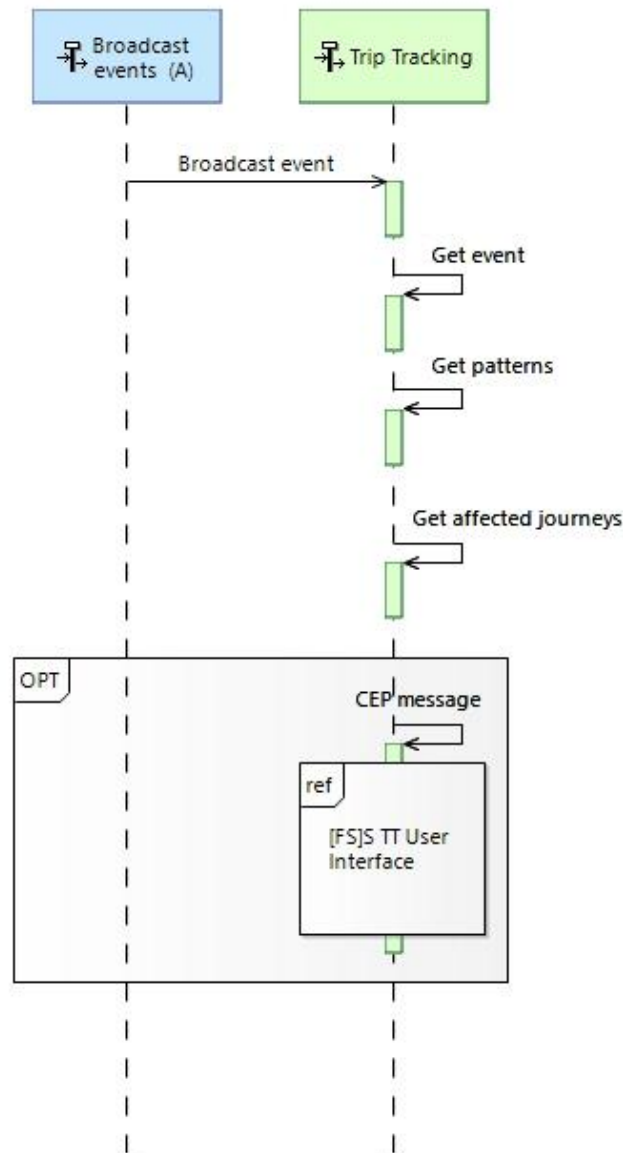 Broadcast
events (A)
Trip Tracking
Broadcast event
Get event
Get patterns
Get affected journeys
OPT
CEP message
ref
[FS]S TT User
Interface